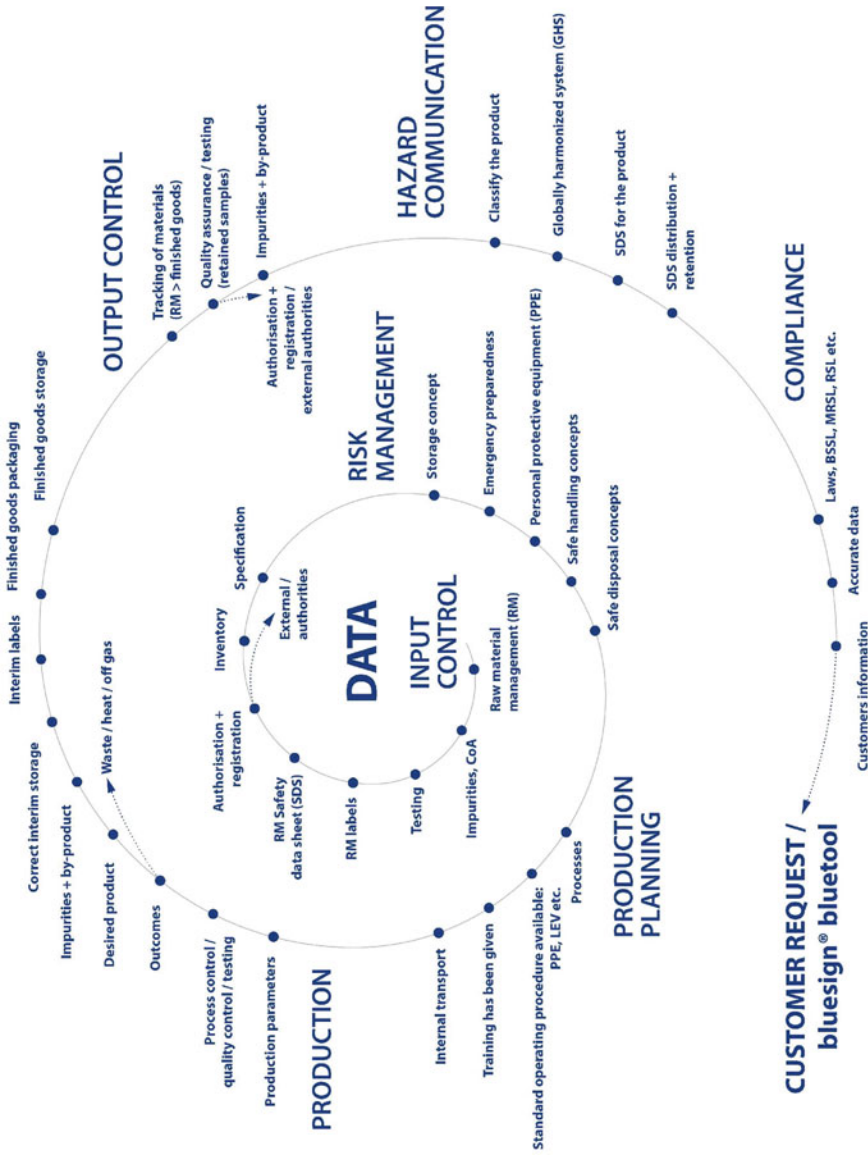 DATA
INPUT
CONTROL
Raw material
management (RM)
Impurities, CoA
Testing
RM labels
RM Safety
data sheet (SDS)
Authorisation +
registration
External /
authorities
Inventory
Specification
RISK
MANAGEMENT
Storage concept
Emergency preparedness
Personal protective equipment (PPE)
Safe handling concepts
Safe disposal concepts
PRODUCTION
PLANNING
Processes
Standard operating procedure available:
PPE, LEV etc.
Training has been given
Internal transport
PRODUCTION
Production parameters
Process control /
quality control / testing
Outcomes
Waste / heat / off gas
Desired product
Impurities + by-product
Correct interim storage
Interim labels
Finished goods packaging
Finished goods storage
OUTPUT CONTROL
Tracking of materials
(RM > finished goods)
Quality assurance / testing
(retained samples)
Authorisation +
registration /
external authorities
Impurities + by-product
HAZARD
COMMUNICATION
Classify the product
Globally harmonized system (GHS)
SDS for the product
SDS distribution +
retention
COMPLIANCE
Laws, BSSL, MRSL, RSL etc.
Accurate data
Customers information
CUSTOMER REQUEST /
bluesign® bluetool